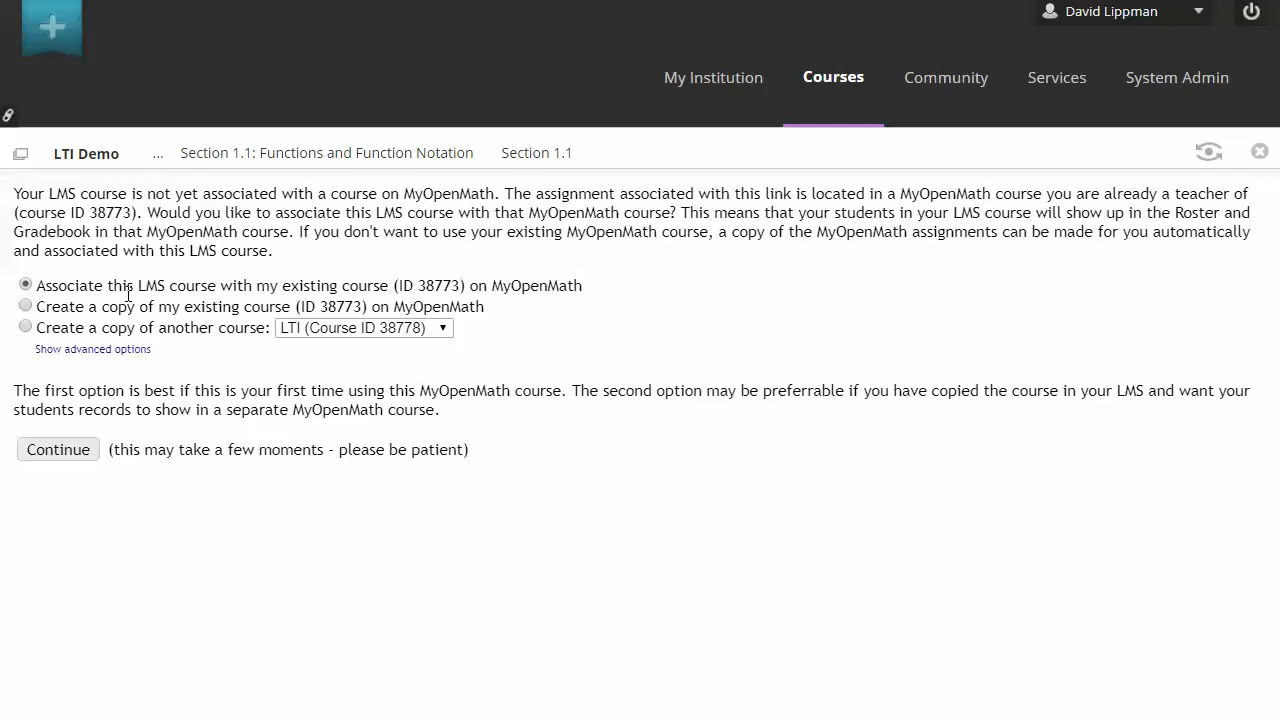 David Lippman
My Institution Courses Community Services System Admin
LTI Demo ... Section 1.1: Functions and Function Notation Section 1.1
Your LMS course is not yet associated with a course on MyOpenMath. The assignment associated with this link is located in a MyOpenMath course you are already a teacher of
(course ID 38773). Would you like to associate this LMS course with that MyOpenMath course? This means that your students in your LMS course will show up in the Roster and
Gradebook in that MyOpenMath course. If you don't want to use your existing MyOpenMath course, a copy of the MyOpenMath assignments can be made for you automatically
and associated with this LMS course.
Associate this LMS course with my existing course (ID 38773) on MyOpenMath
Create a copy of my existing course (ID 38773) on MyOpenMath
Create a copy of another course: LTI (Course ID 38778)
Show advanced options
The first option is best if this is your first time using this MyOpenMath course. The second option may be preferrable if you have copied the course in your LMS and want your
students records to show in a separate MyOpenMath course.
Continue (this may take a few moments - please be patient)